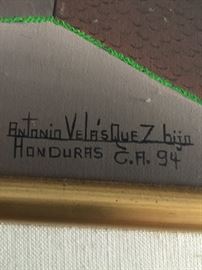 Antonio Velásquez hijo
Honduras C.A. 94